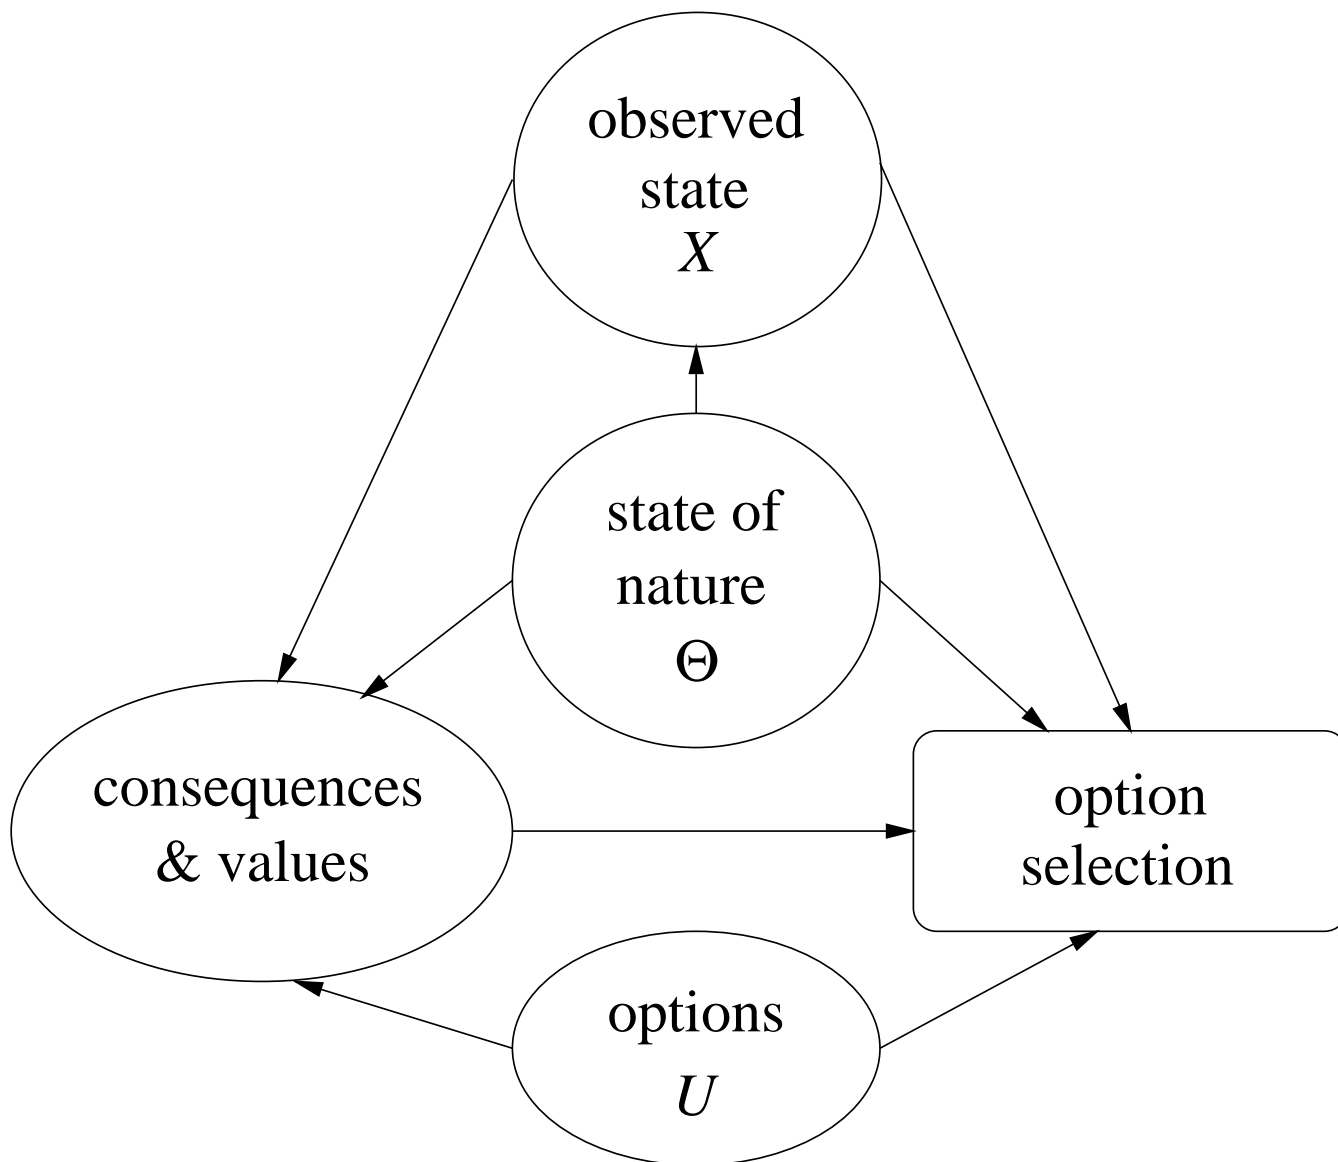 observed
state
X
state of
nature
Θ
consequences
& values
option
selection
options
U